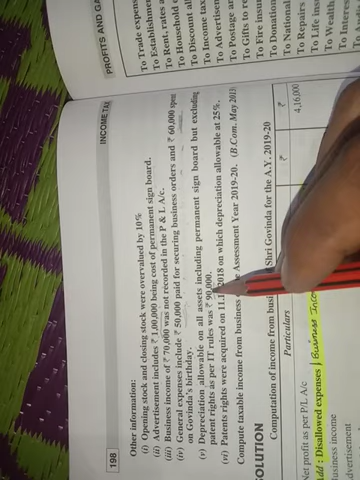 PROFITS AND GA
To Trade expens
To Establishme
To Rent, rates a
To Household e
To Discount all
To Income tax
To Advertisem
To Postage an
To Gifts to re
To Fire insur
To Donation
To National
To Repairs
To Life insu
To Wealth
To Interes
198
INCOME TAX
Other information:
(i) Opening stock and closing stock were overvalued by 10%
(ii) Advertisement includes ₹ 1,00,000 being cost of permanent sign board.
(iii) Business income of ₹ 70,000 was not recorded in the P & L A/c.
(iv) General expenses include ₹ 50,000 paid for securing business orders and ₹ 60,000 spent
on Govinda's birthday.
(v) Depreciation allowable on all assets including permanent sign board but excluding
patent rights as per IT rules was ₹ 90,000.
(vi) Patents rights were acquired on 11.1 2018 on which depreciation allowable at 25%.
Compute taxable income from business Assessment Year 2019-20. (B.Com. May 2013)
SOLUTION
Computation of income from busi Shri Govinda for the A.Y. 2019-20
Particulars ₹ ₹
Net profit as per P/L A/c 4,16,000
Add : Disallowed expenses / Business Inco
usiness income
dvertisement